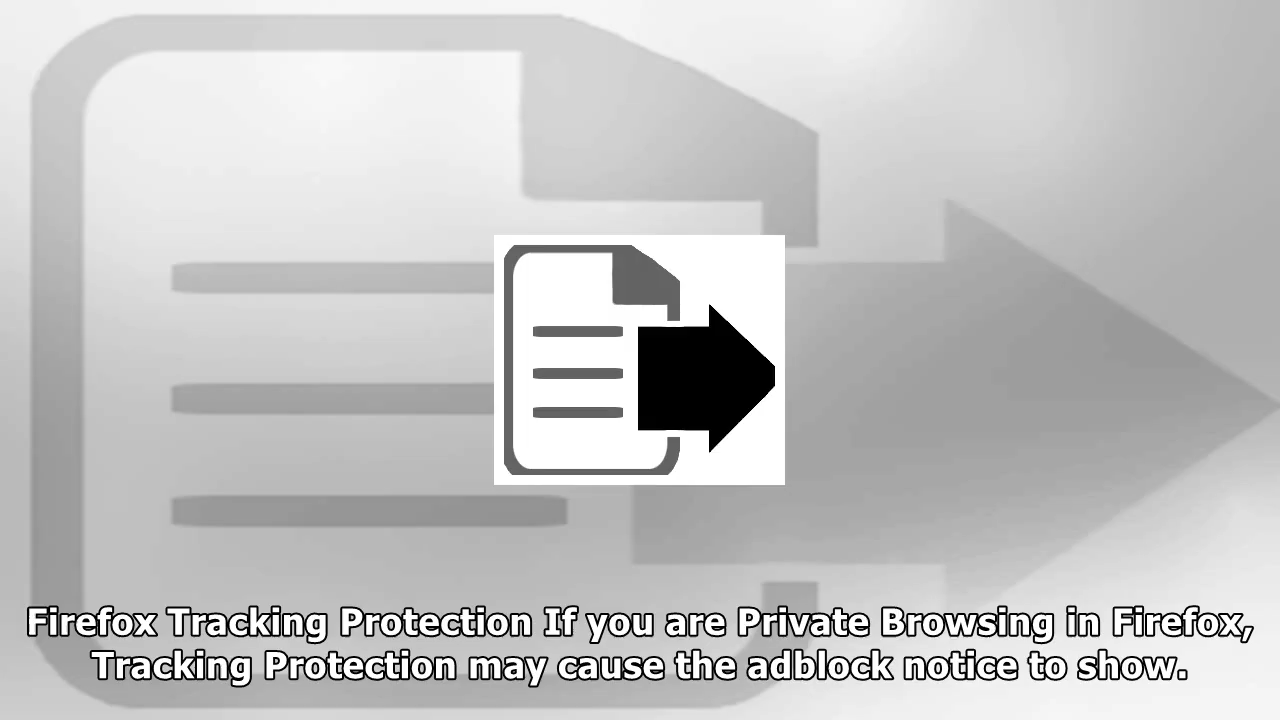 Firefox Tracking Protection If you are Private Browsing in Firefox,
Tracking Protection may cause the adblock notice to show.